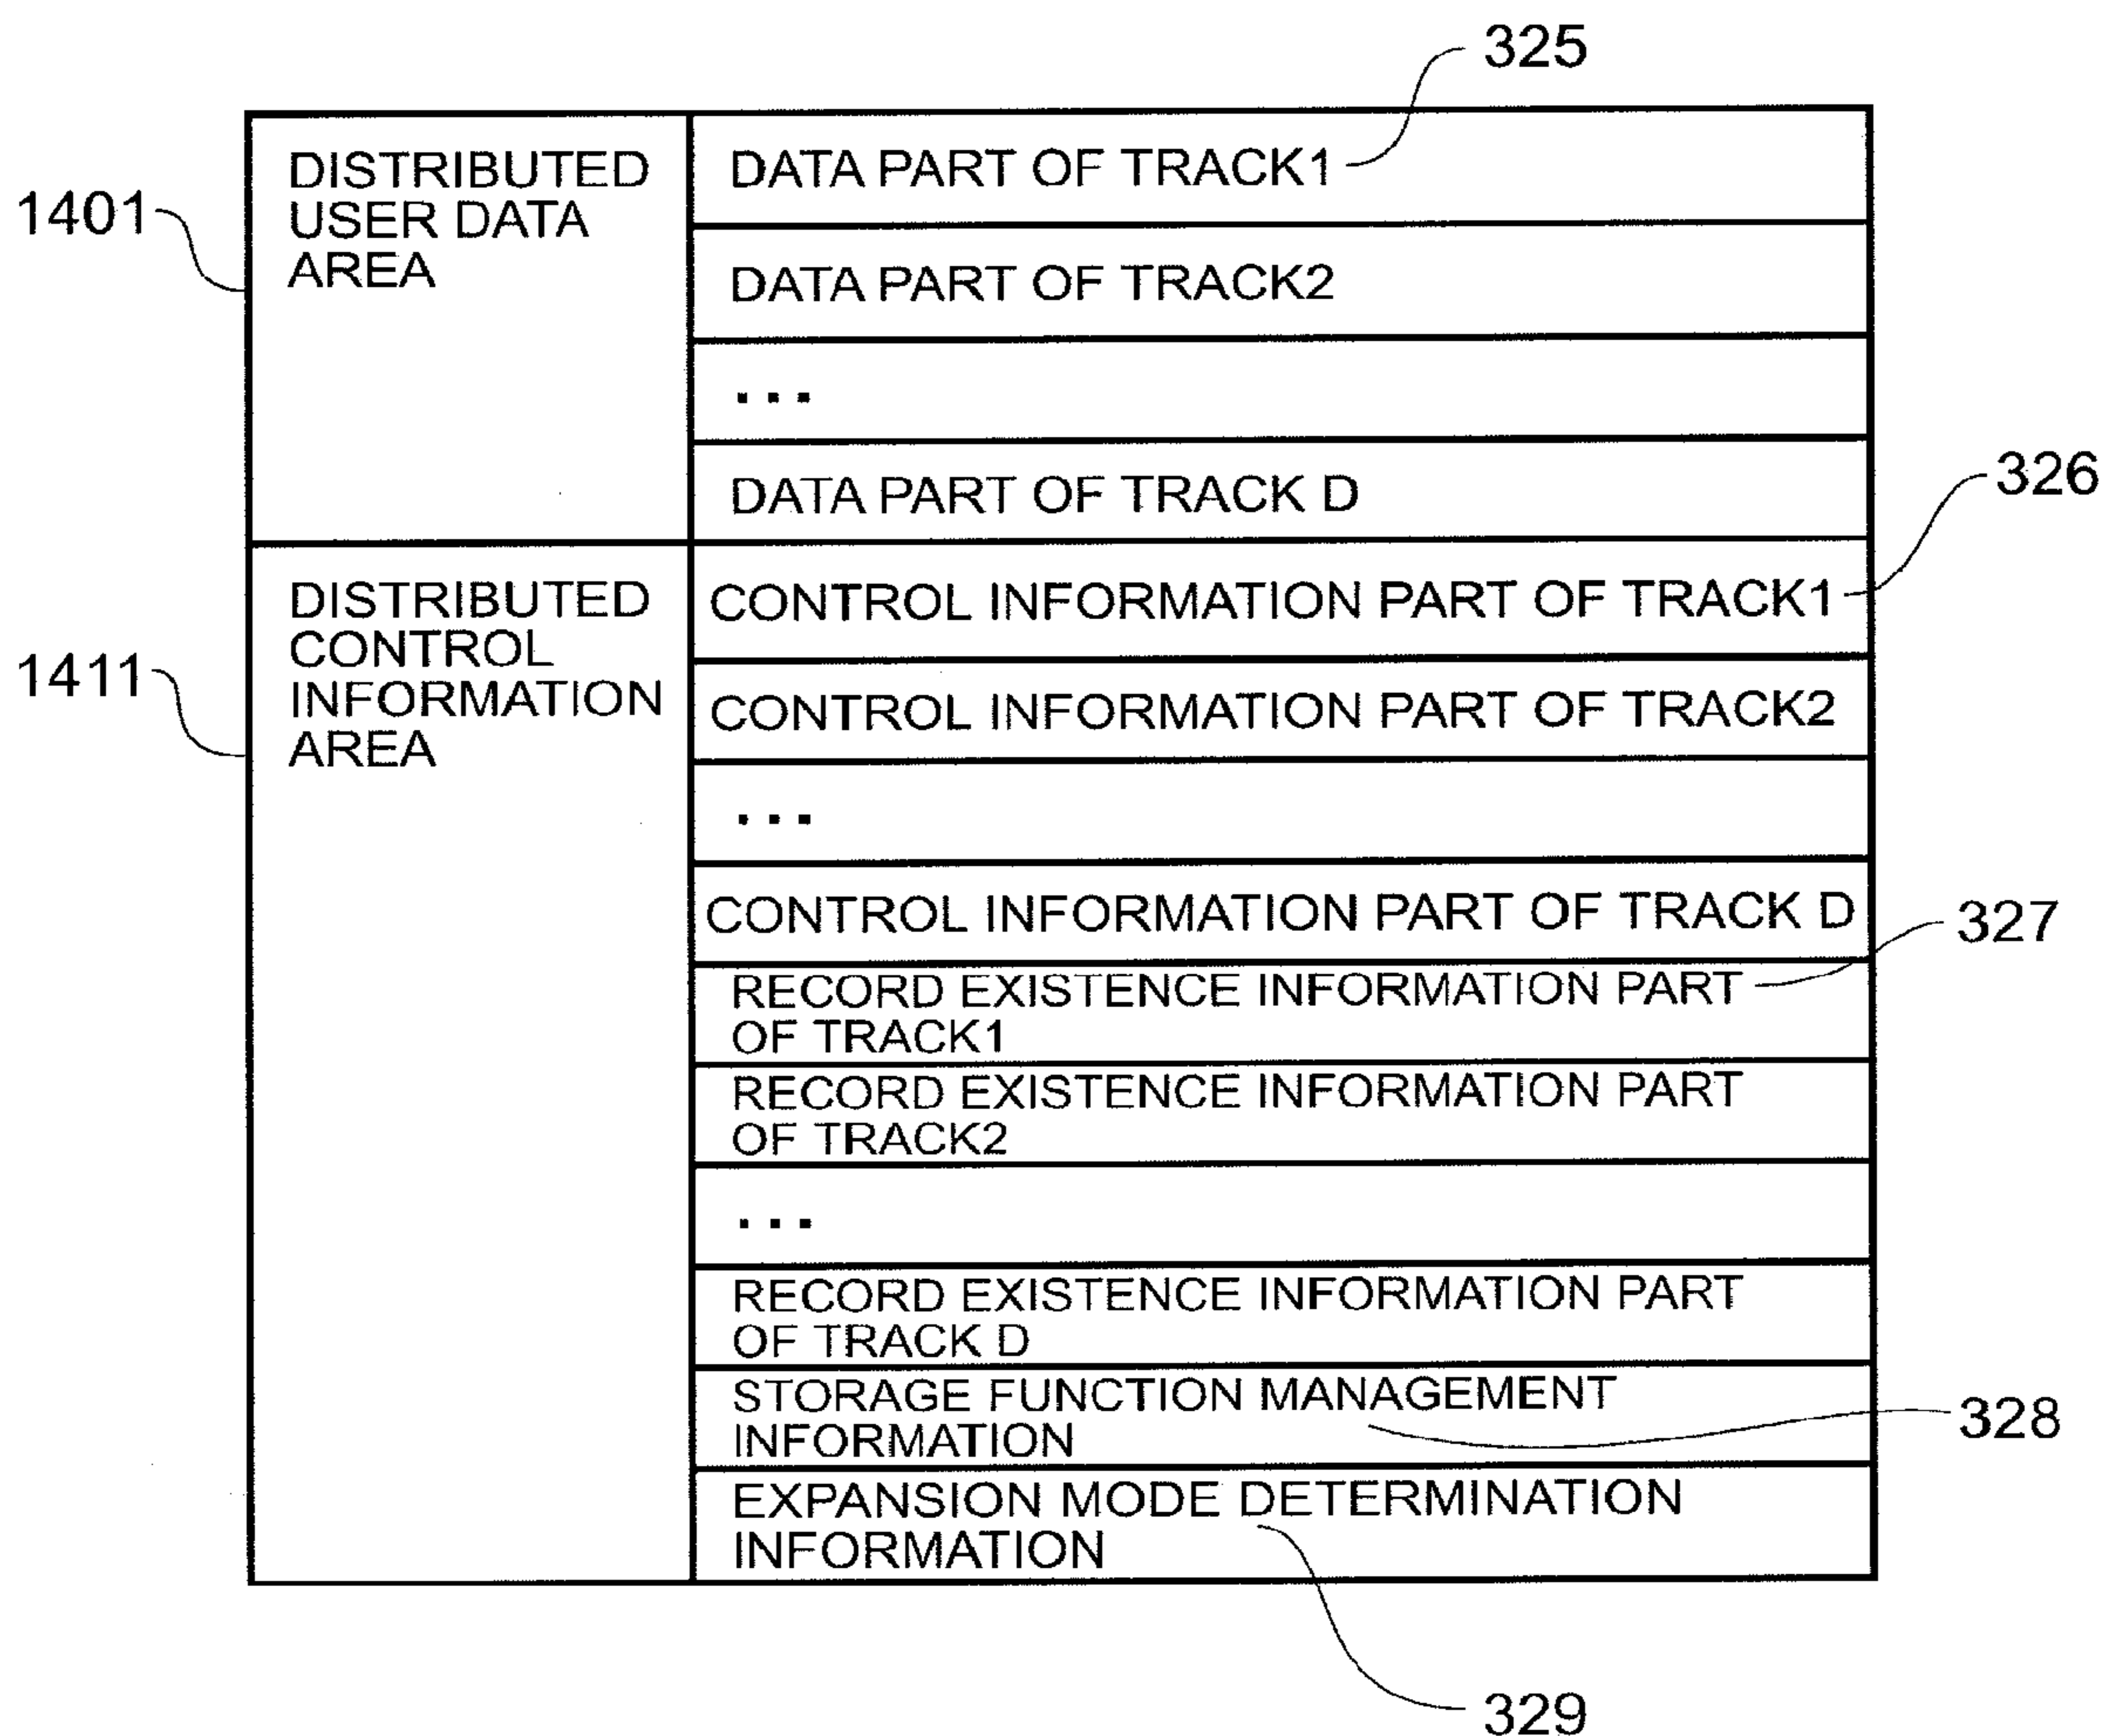 325
1401
DISTRIBUTED
USER DATA
AREA
DATA PART OF TRACK1
DATA PART OF TRACK2
...
DATA PART OF TRACK D
326
1411
DISTRIBUTED
CONTROL
INFORMATION
AREA
CONTROL INFORMATION PART OF TRACK1
CONTROL INFORMATION PART OF TRACK2
...
CONTROL INFORMATION PART OF TRACK D
327
RECORD EXISTENCE INFORMATION PART
OF TRACK1
RECORD EXISTENCE INFORMATION PART
OF TRACK2
...
RECORD EXISTENCE INFORMATION PART
OF TRACK D
STORAGE FUNCTION MANAGEMENT
INFORMATION
328
EXPANSION MODE DETERMINATION
INFORMATION
329